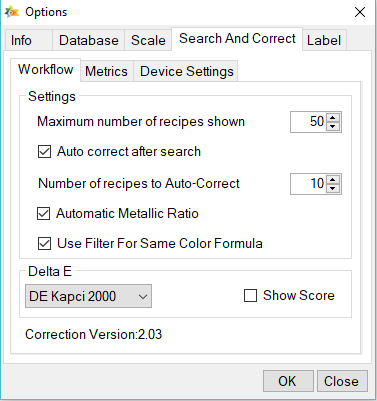 Options
Info Database Scale Search And Correct Label
Workflow Metrics Device Settings
Settings
Maximum number of recipes shown 50
Auto correct after search
Number of recipes to Auto-Correct 10
Automatic Metallic Ratio
Use Filter For Same Color Formula
Delta E
DE Kapci 2000 Show Score
Correction Version:2.03
OK Close